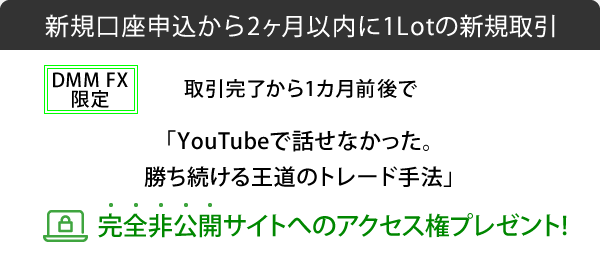 新規口座申込から2ヶ月以内に1Lotの新規取引
DMM FX
限定
取引完了から1カ月前後で
「YouTubeで話せなかった。
勝ち続ける王道のトレード手法」
完全非公開サイトへのアクセス権プレゼント!